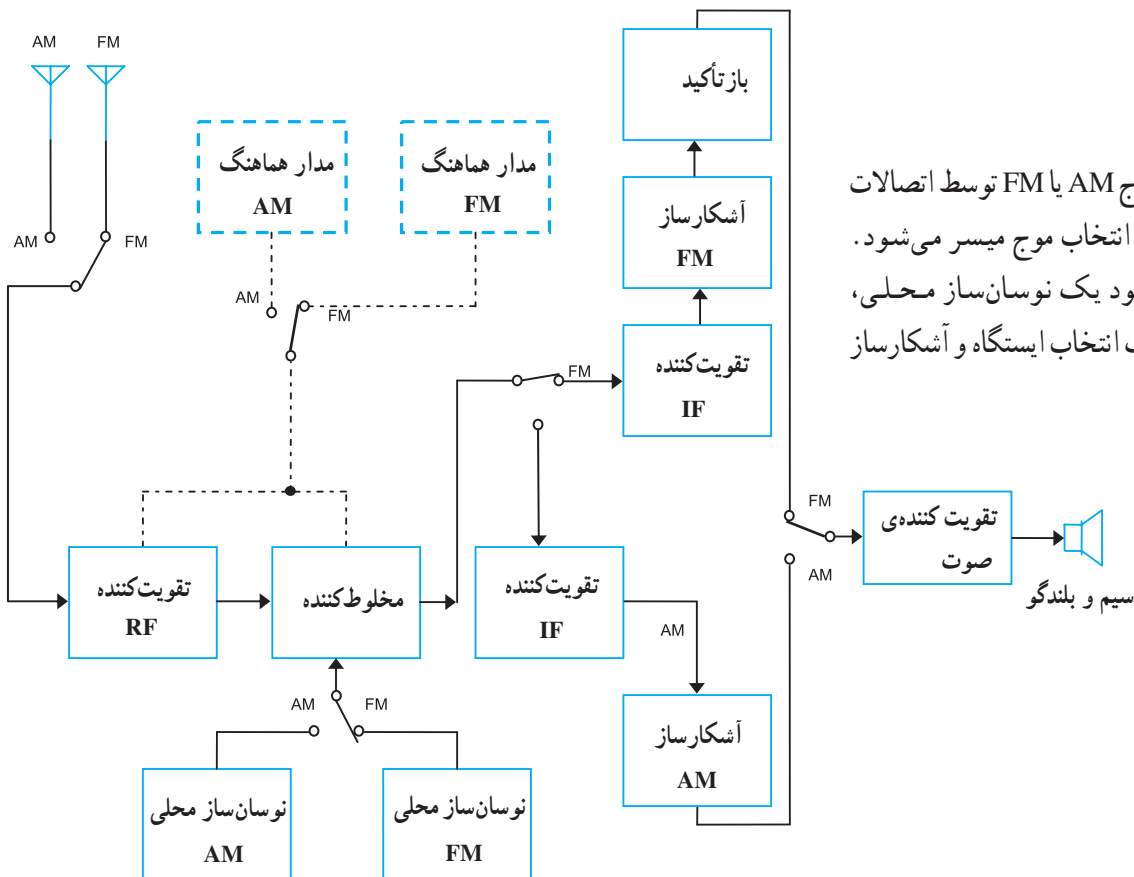 AM
FM
AM
FM
مدار هماهنگ
AM
مدار هماهنگ
FM
AM
FM
باز تأکید
آشکارساز
FM
تقویت‌کننده
IF
FM
تقویت‌کننده
RF
مخلوط‌کننده
تقویت‌کننده
IF
AM
آشکارساز
AM
AM
FM
نوسان‌ساز محلی
AM
نوسان‌ساز محلی
FM
FM
AM
تقویت کننده‌ی
صوت
سیم و بلندگو
ج AM یا FM توسط اتصالات
انتخاب موج میسر می‌شود.
ود یک نوسان‌ساز محلی،
ب انتخاب ایستگاه و آشکارساز